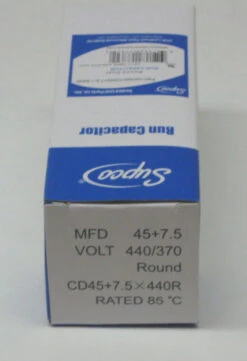 Run Capacitor
Supco
MFD 45+7.5
VOLT 440/370
Round
CD45+7.5×440R
RATED 85 °C